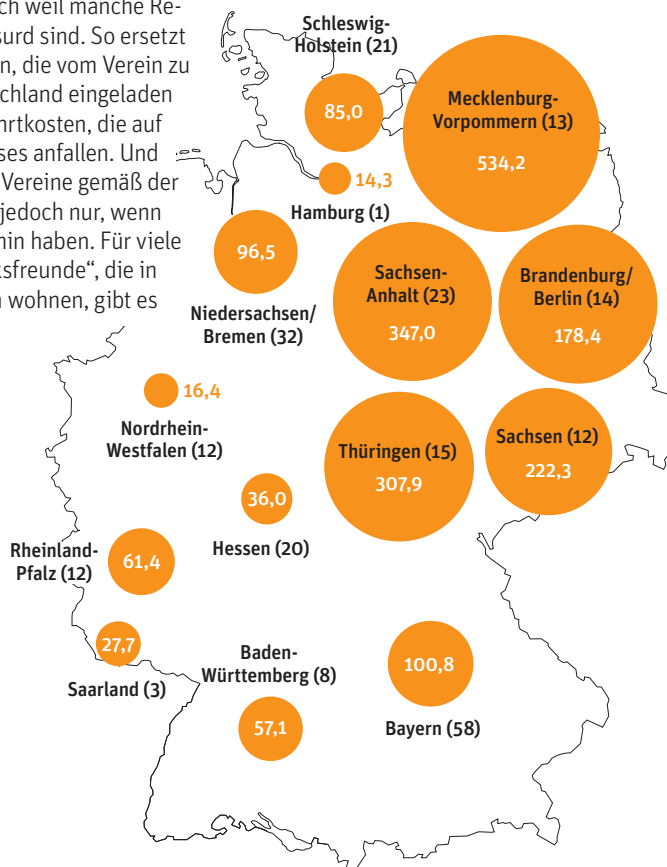 ch weil manche Re-
surd sind. So ersetzt
n, die vom Verein zu
schland eingeladen
hrtkosten, die auf
ses anfallen. Und
Vereine gemäß der
jedoch nur, wenn
min haben. Für viele
ksfreunde“, die in
n wohnen, gibt es
Schleswig-
Holstein (21)
85,0
Mecklenburg-
Vorpommern (13)
534,2
14,3
Hamburg (1)
96,5
Niedersachsen/
Bremen (32)
Sachsen-
Anhalt (23)
347,0
Brandenburg/
Berlin (14)
178,4
16,4
Nordrhein-
Westfalen (12)
Thüringen (15)
307,9
Sachsen (12)
222,3
36,0
Hessen (20)
Rheinland-
Pfalz (12)
61,4
27,7
Saarland (3)
Baden-
Württemberg (8)
57,1
100,8
Bayern (58)